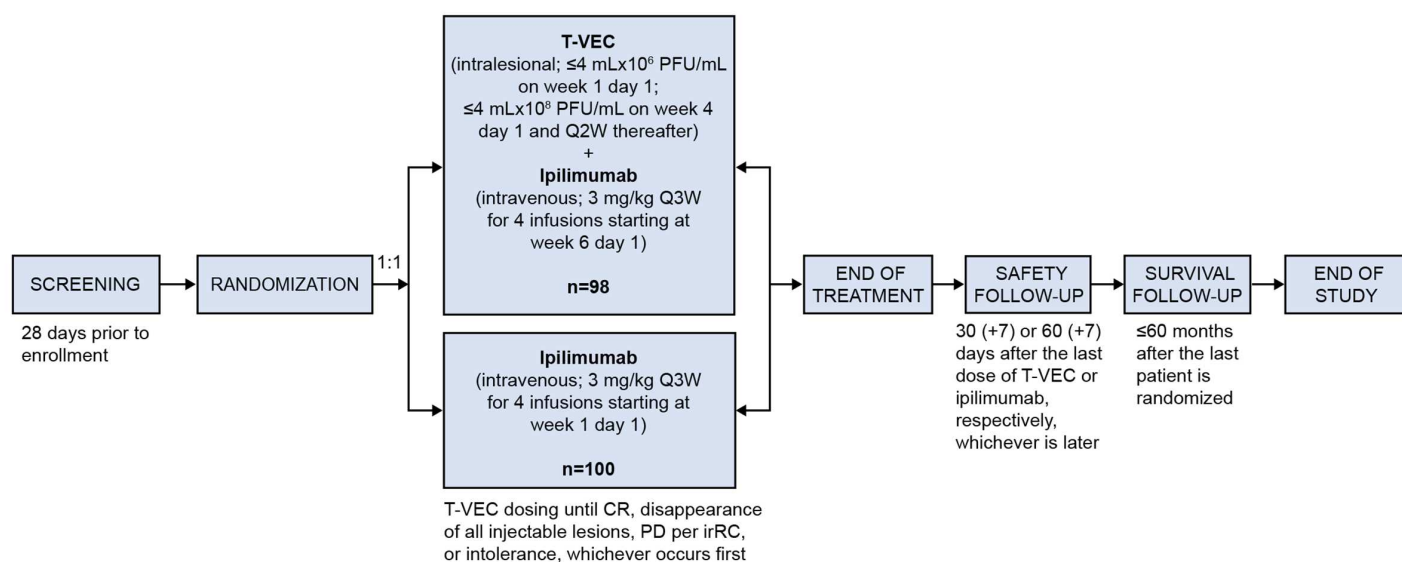 SCREENING
28 days prior to
enrollment
RANDOMIZATION
1:1
T-VEC
(intralesional; ≤4 mLx10⁶ PFU/mL
on week 1 day 1;
≤4 mLx10⁸ PFU/mL on week 4
day 1 and Q2W thereafter)
+
Ipilimumab
(intravenous; 3 mg/kg Q3W
for 4 infusions starting at
week 6 day 1)
n=98
Ipilimumab
(intravenous; 3 mg/kg Q3W
for 4 infusions starting at
week 1 day 1)
n=100
T-VEC dosing until CR, disappearance
of all injectable lesions, PD per irRC,
or intolerance, whichever occurs first
END OF
TREATMENT
SAFETY
FOLLOW-UP
30 (+7) or 60 (+7)
days after the last
dose of T-VEC or
ipilimumab,
respectively,
whichever is later
SURVIVAL
FOLLOW-UP
≤60 months
after the last
patient is
randomized
END OF
STUDY